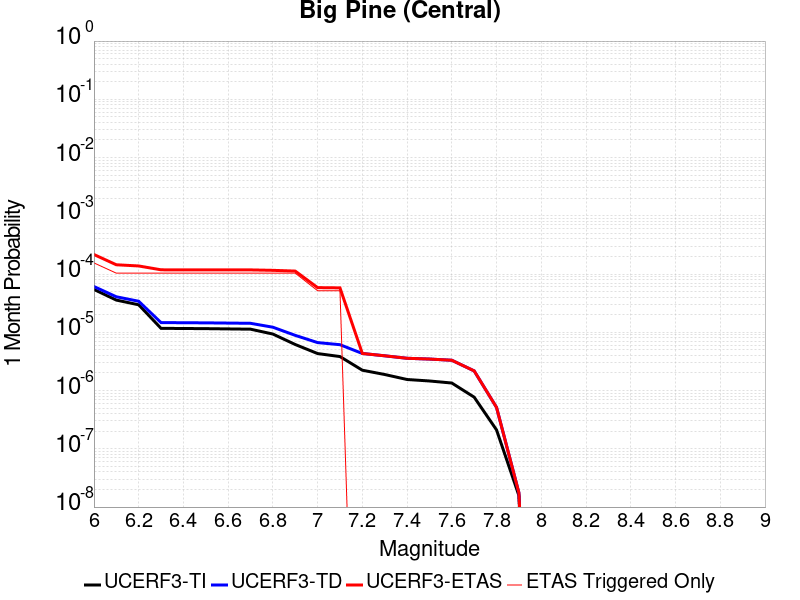 Big Pine (Central)
10^0
10^-1
10^-2
10^-3
10^-4
10^-5
10^-6
10^-7
10^-8
1 Month Probability
6 6.2 6.4 6.6 6.8 7 7.2 7.4 7.6 7.8 8 8.2 8.4 8.6 8.8 9
Magnitude
UCERF3-TI UCERF3-TD UCERF3-ETAS ETAS Triggered Only